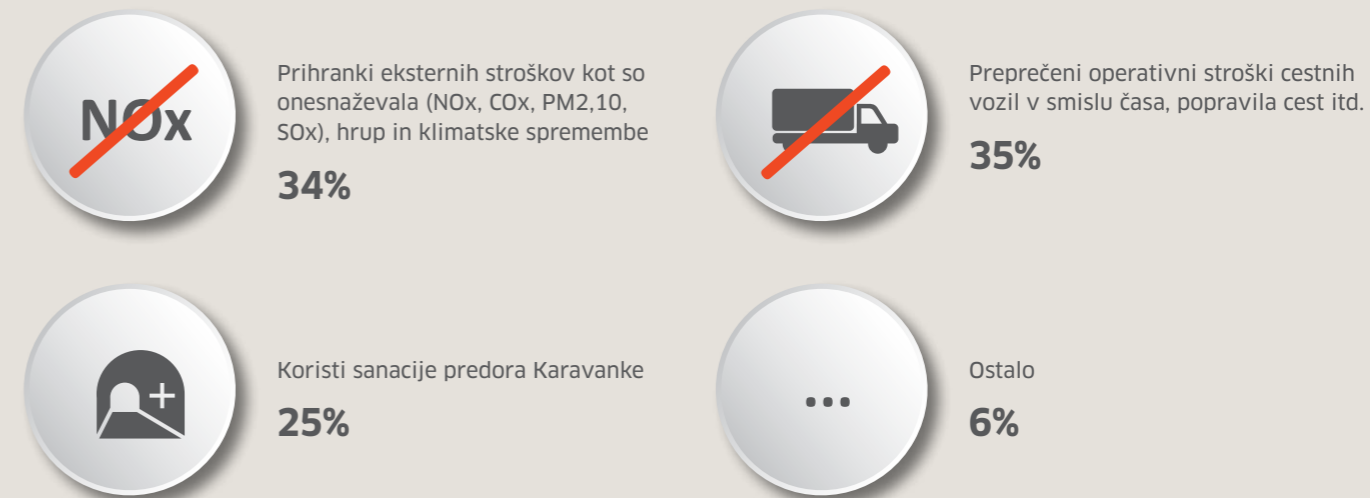 NOx
Prihranki eksternih stroškov kot so
onesnaževala (NOx, COx, PM2,10,
SOx), hrup in klimatske spremembe
34%
Preprečeni operativni stroški cestnih
vozil v smislu časa, popravila cest itd.
35%
Koristi sanacije predora Karavanke
25%
...
Ostalo
6%